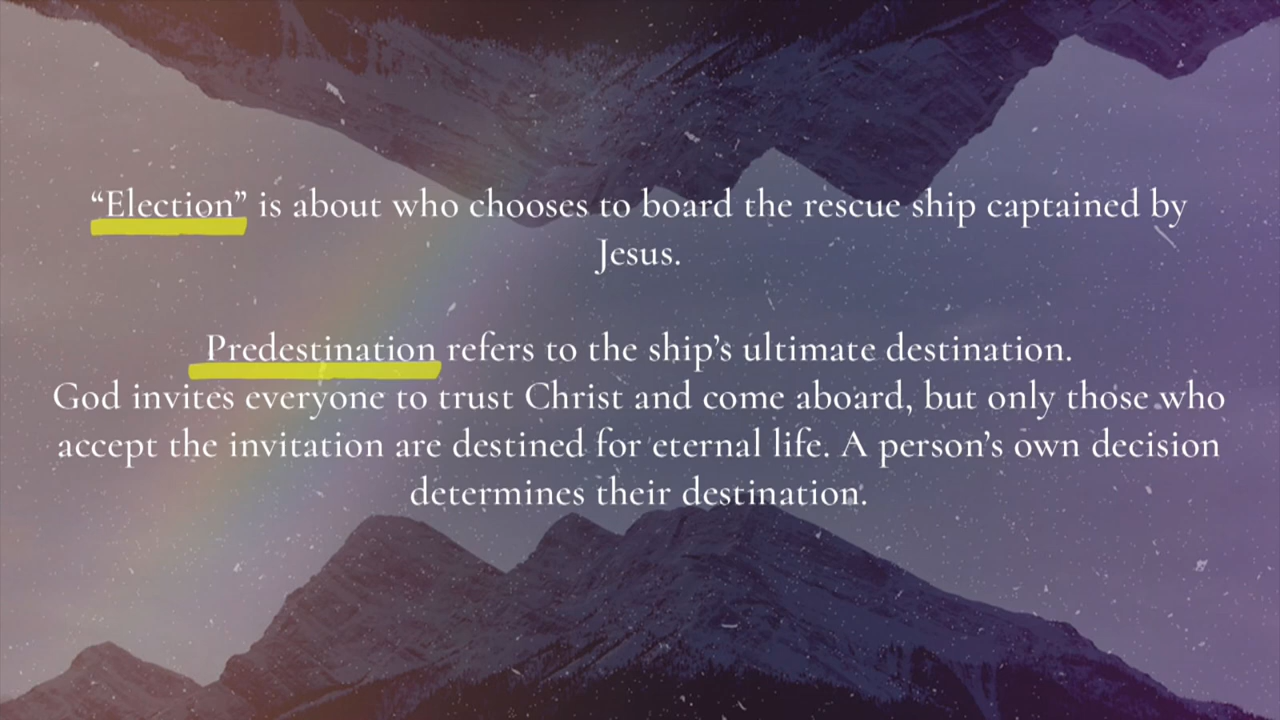 “Election” is about who chooses to board the rescue ship captained by
Jesus.
Predestination refers to the ship’s ultimate destination.
God invites everyone to trust Christ and come aboard, but only those who
accept the invitation are destined for eternal life. A person’s own decision
determines their destination.